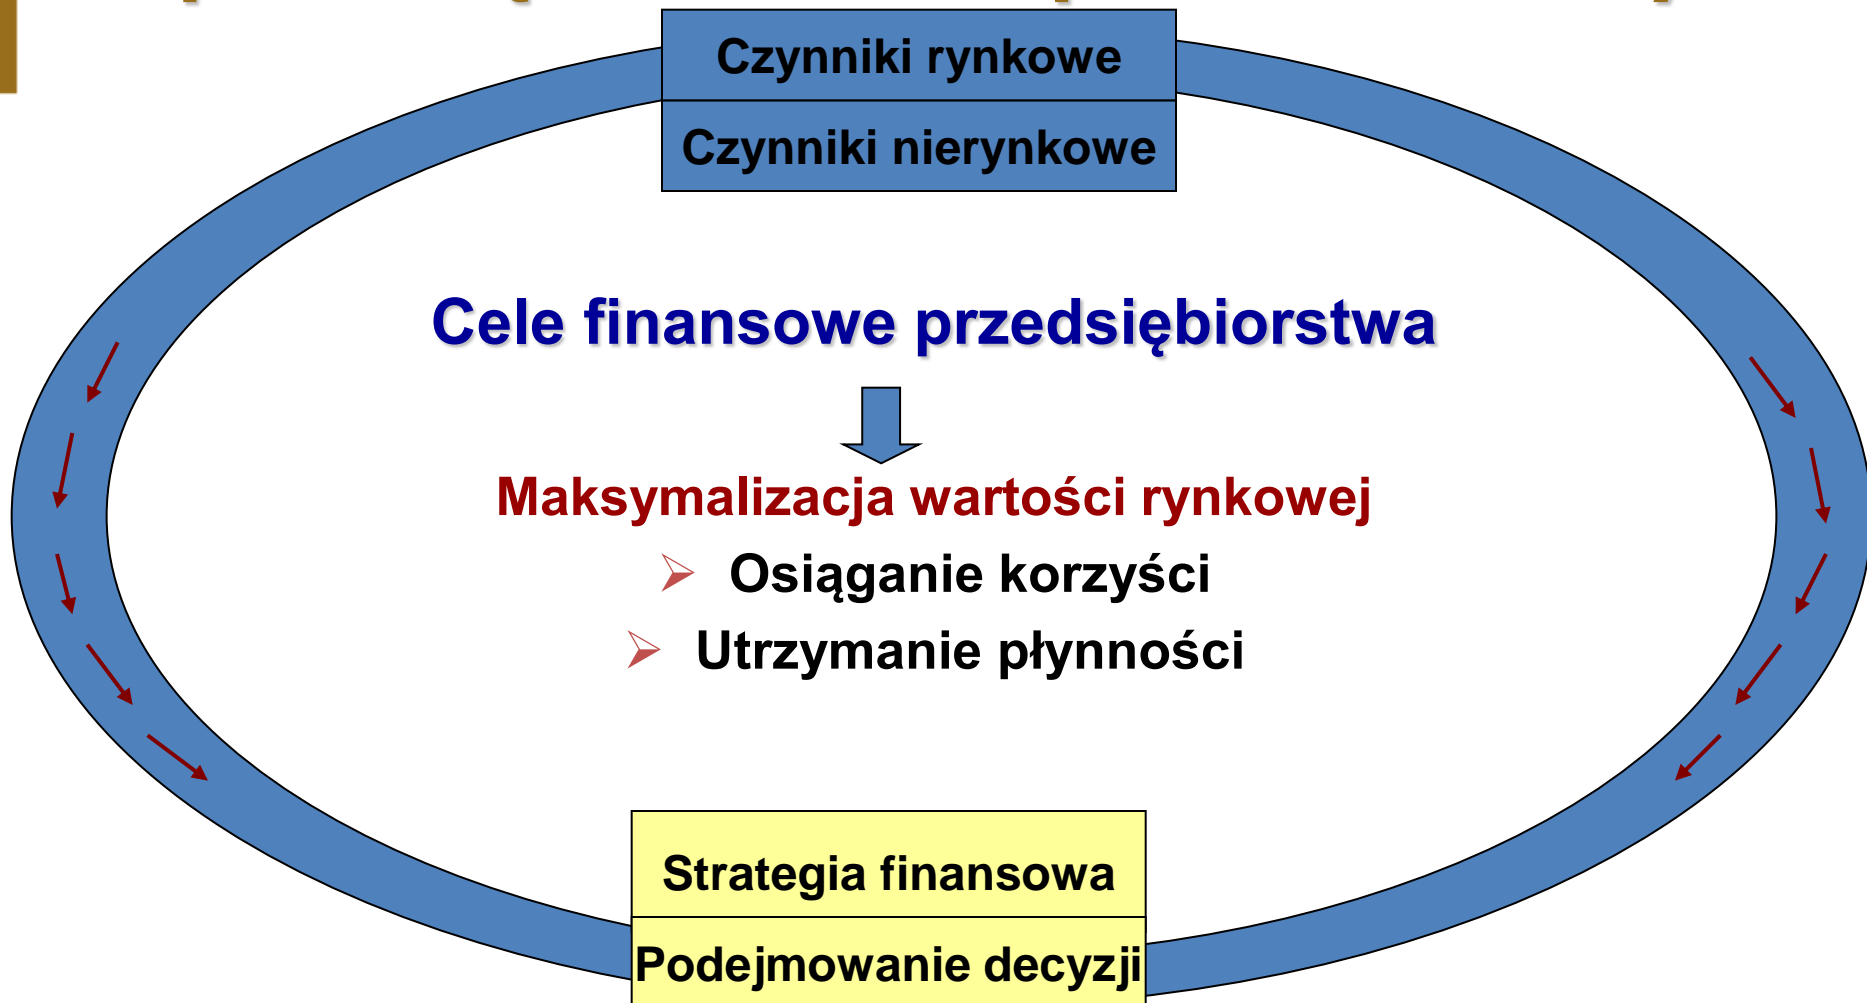 Czynniki rynkowe
Czynniki nierynkowe
Cele finansowe przedsiębiorstwa
Maksymalizacja wartości rynkowej
Osiąganie korzyści
Utrzymanie płynności
Strategia finansowa
Podejmowanie decyzji